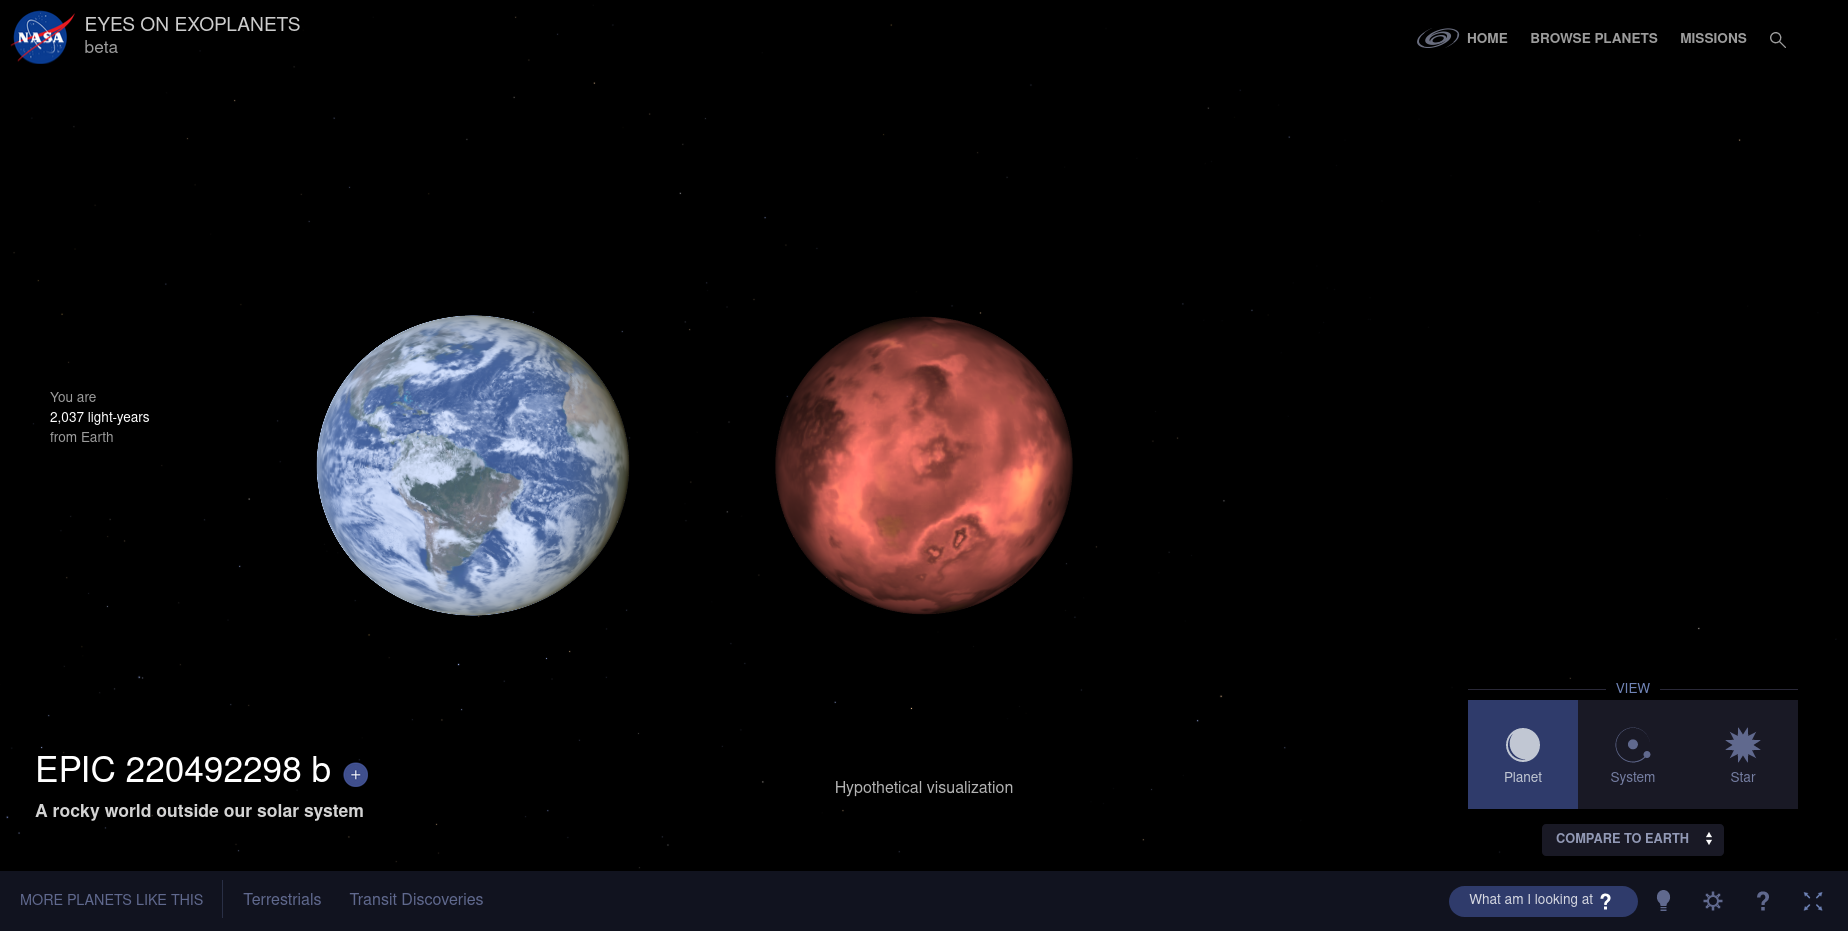 NASA
EYES ON EXOPLANETS
beta
HOME
BROWSE PLANETS
MISSIONS
You are
2,037 light-years
from Earth
EPIC 220492298 b +
A rocky world outside our solar system
Hypothetical visualization
VIEW
Planet
System
Star
COMPARE TO EARTH
MORE PLANETS LIKE THIS
Terrestrials
Transit Discoveries
What am I looking at ?
?